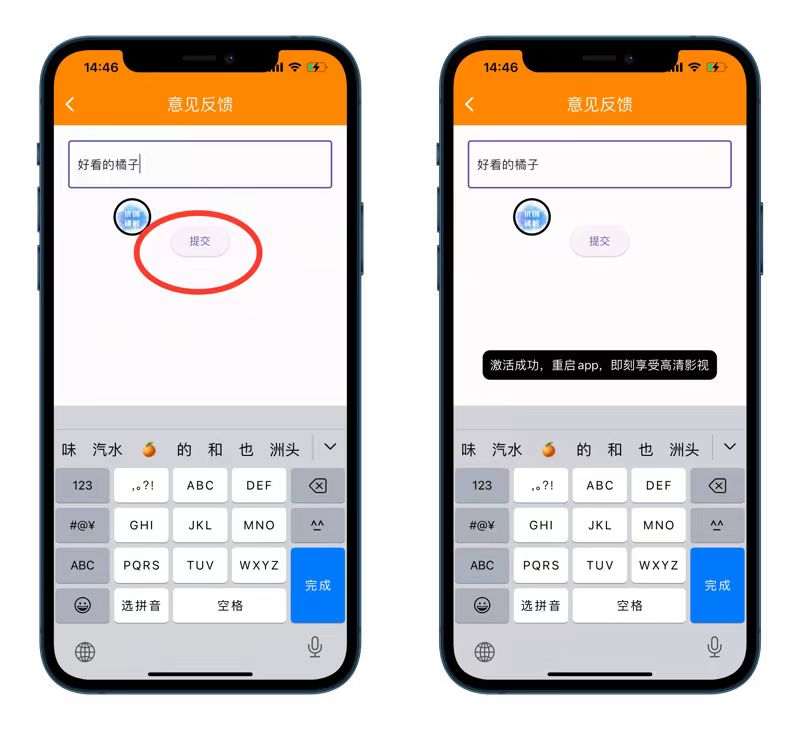 14:46
意见反馈
好看的橘子
提交
味 汽水 的 和 也 洲头
123 ,。?! ABC DEF
#@¥ GHI JKL MNO ^^
ABC PQRS TUV WXYZ 完成
选拼音 空格
14:46
意见反馈
好看的橘子
提交
激活成功，重启app，即刻享受高清影视
味 汽水 的 和 也 洲头
123 ,。?! ABC DEF
#@¥ GHI JKL MNO ^^
ABC PQRS TUV WXYZ 完成
选拼音 空格